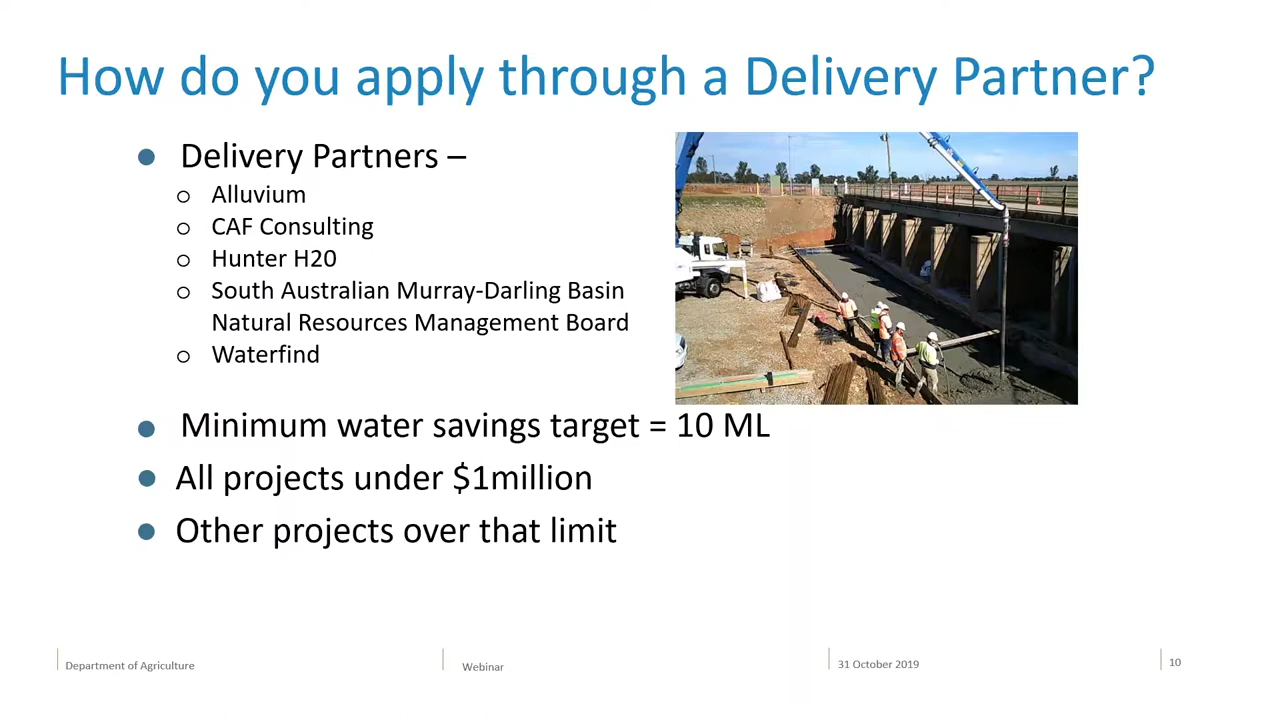 How do you apply through a Delivery Partner?
Delivery Partners –
Alluvium
CAF Consulting
Hunter H20
South Australian Murray-Darling Basin
Natural Resources Management Board
Waterfind
Minimum water savings target = 10 ML
All projects under $1million
Other projects over that limit
Department of Agriculture
Webinar
31 October 2019
10